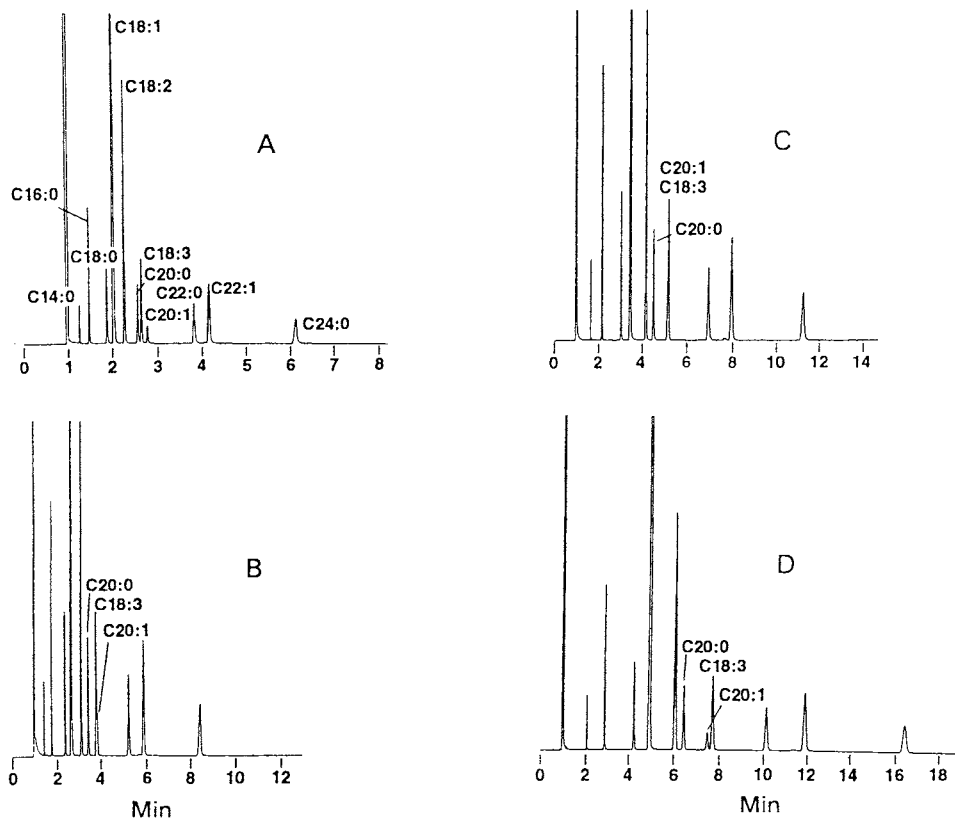 C18:1
C18:2
A
C16:0
C18:0
C18:3
C20:0
C14:0
C22:0
C22:1
C20:1
C24:0
0 1 2 3 4 5 6 7 8
C
C20:1
C18:3
C20:0
0 2 4 6 8 10 12 14
B
C20:0
C18:3
C20:1
0 2 4 6 8 10 12
Min
D
C20:0
C18:3
C20:1
0 2 4 6 8 10 12 14 16 18
Min